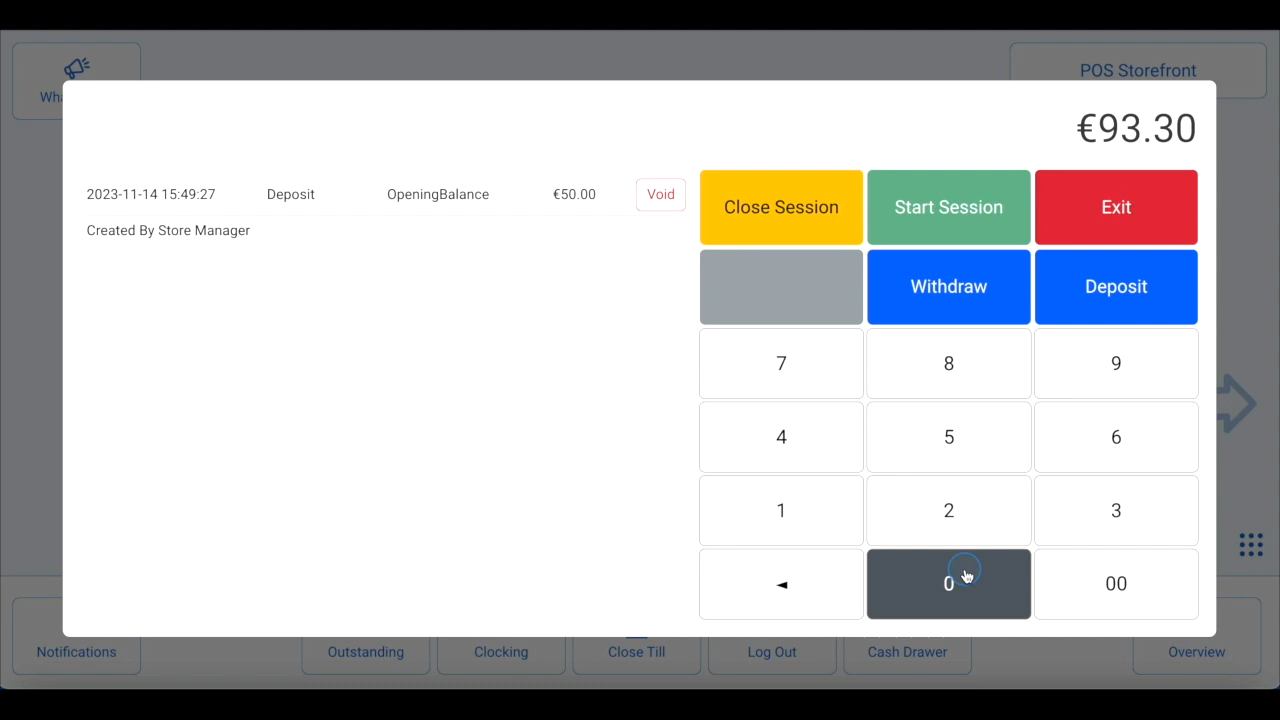 Wha
POS Storefront
€93.30
2023-11-14 15:49:27 Deposit OpeningBalance €50.00 Void
Created By Store Manager
Close Session Start Session Exit
Withdraw Deposit
7 8 9
4 5 6
1 2 3
◄ 0 00
Notifications Outstanding Clocking Close Till Log Out Cash Drawer Overview